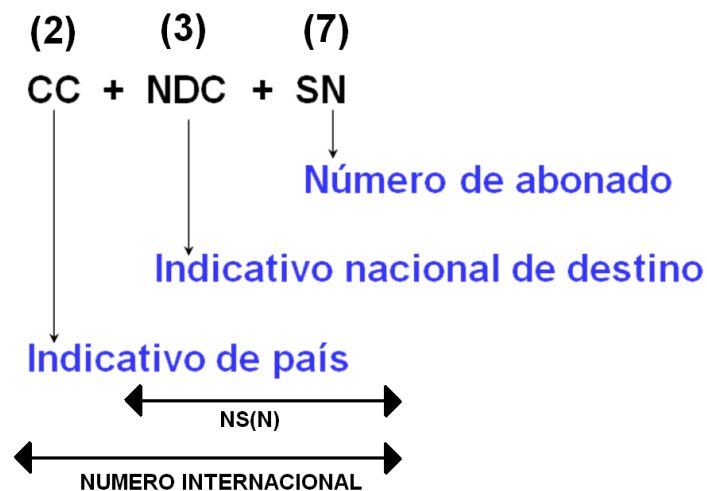 (2) (3) (7)
CC + NDC + SN
Número de abonado
Indicativo nacional de destino
Indicativo de país
NS(N)
NUMERO INTERNACIONAL